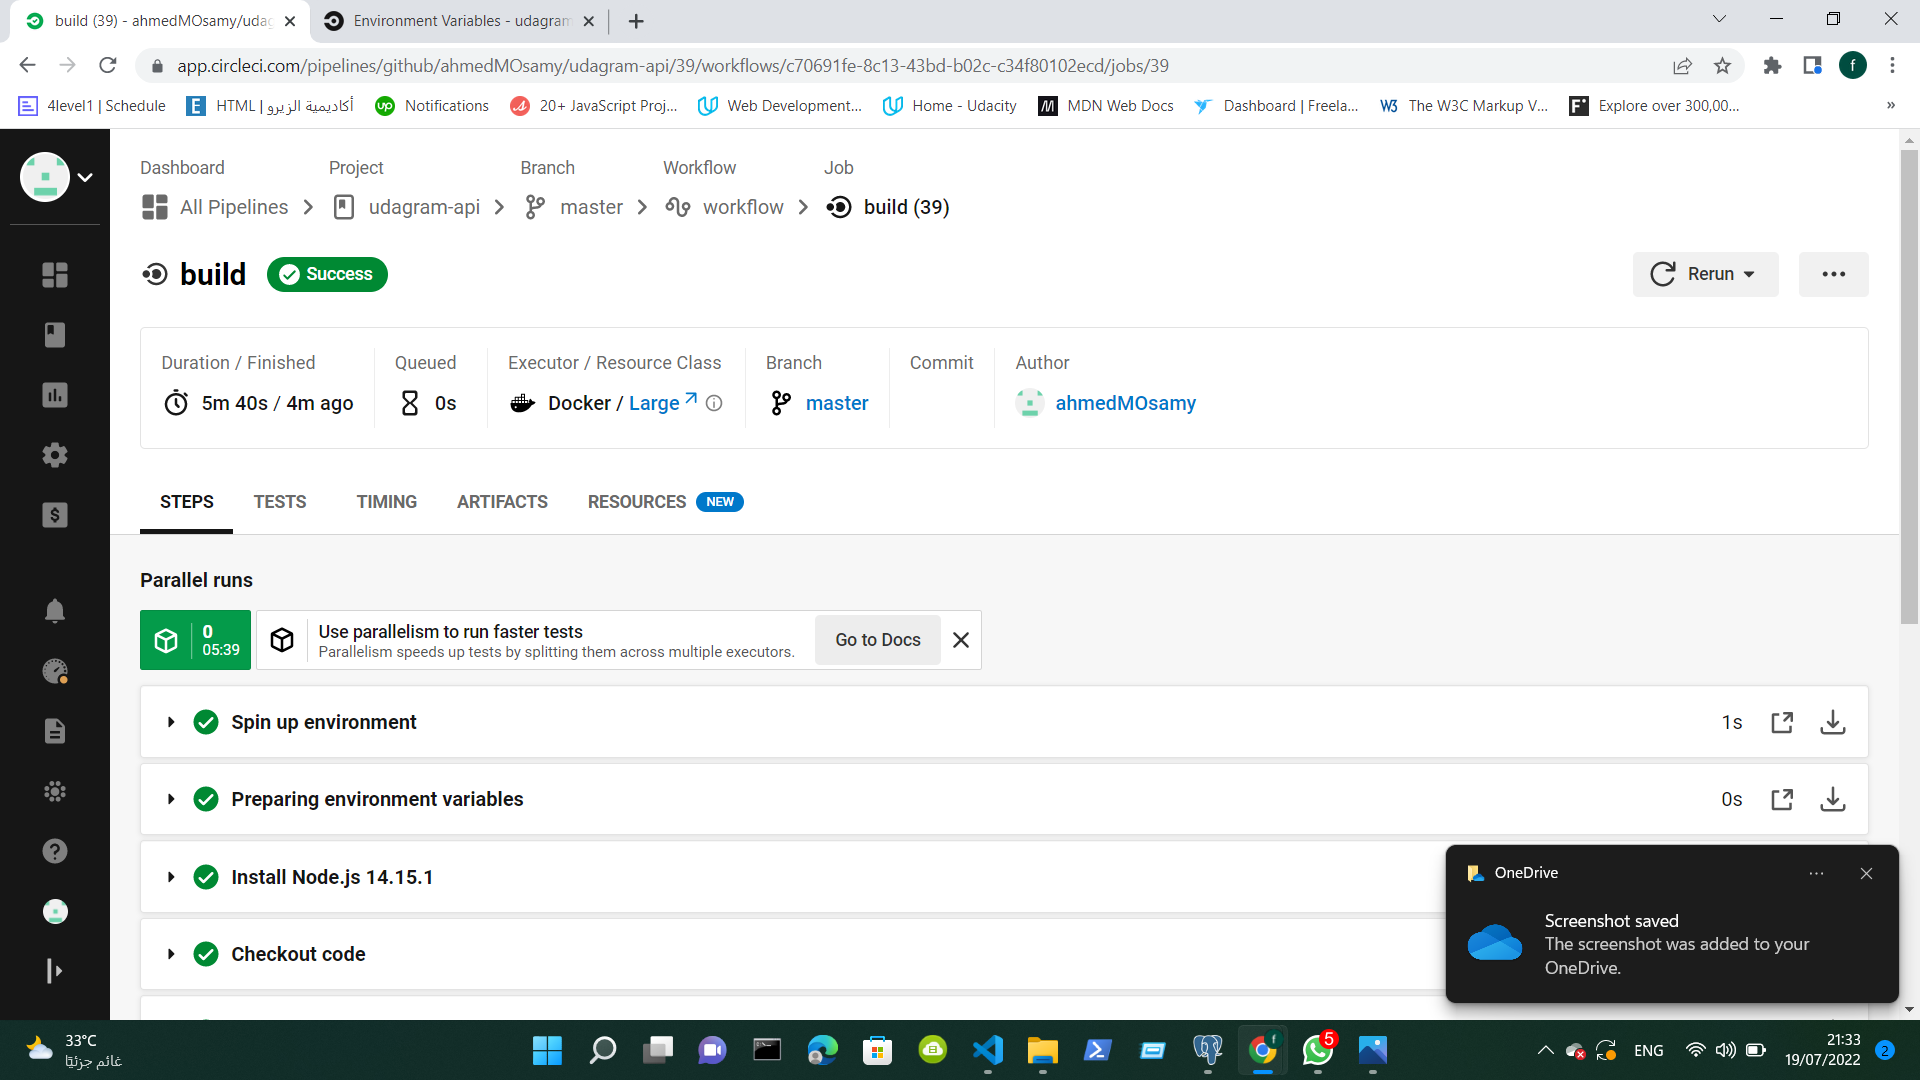 build (39) - ahmedMOsamy/udag
Environment Variables - udagram
app.circleci.com/pipelines/github/ahmedMOsamy/udagram-api/39/workflows/c70691fe-8c13-43bd-b02c-c34f80102ecd/jobs/39
f
4level1 | Schedule
HTML | أكاديمية الزيرو
Notifications
20+ JavaScript Proj...
Web Development...
Home - Udacity
MDN Web Docs
Dashboard | Freela...
The W3C Markup V...
Explore over 300,00...
»
Dashboard
Project
Branch
Workflow
Job
All Pipelines
udagram-api
master
workflow
build (39)
build
Success
Rerun
Duration / Finished
Queued
Executor / Resource Class
Branch
Commit
Author
5m 40s / 4m ago
0s
Docker / Large
master
ahmedMOsamy
STEPS
TESTS
TIMING
ARTIFACTS
RESOURCES
NEW
Parallel runs
0
05:39
Use parallelism to run faster tests
Parallelism speeds up tests by splitting them across multiple executors.
Go to Docs
Spin up environment
1s
Preparing environment variables
0s
Install Node.js 14.15.1
Checkout code
OneDrive
Screenshot saved
The screenshot was added to your
OneDrive.
33°C
غائم جزئيًا
5
ENG
21:33
19/07/2022
2